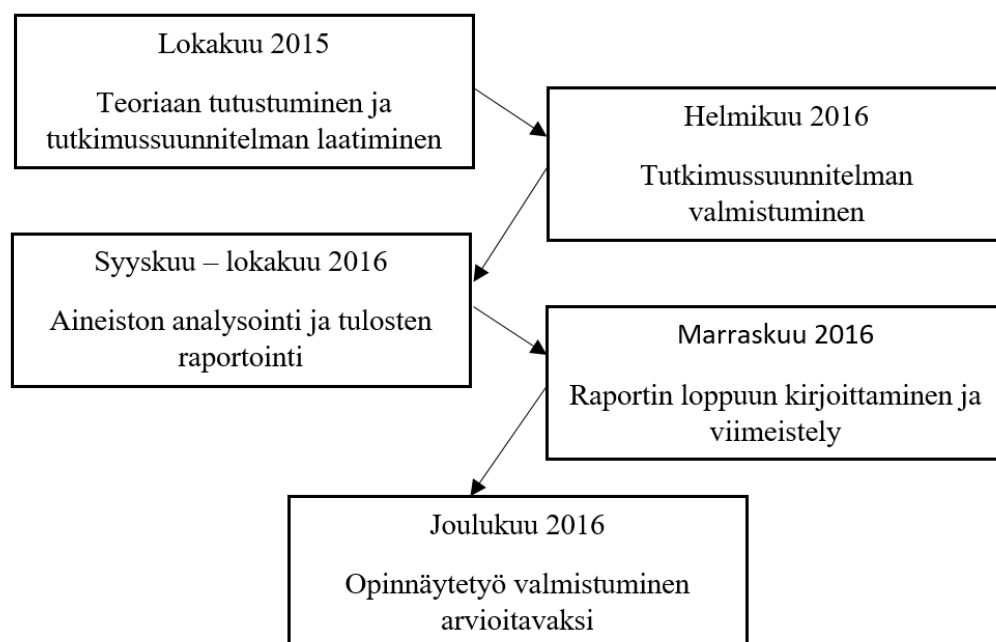 Lokakuu 2015
Teoriaan tutustuminen ja
tutkimussuunnitelman laatiminen
Helmikuu 2016
Tutkimussuunnitelman
valmistuminen
Syyskuu – lokakuu 2016
Aineiston analysointi ja tulosten
raportointi
Marraskuu 2016
Raportin loppuun kirjoittaminen ja
viimeistely
Joulukuu 2016
Opinnäytetyö valmistuminen
arvioitavaksi